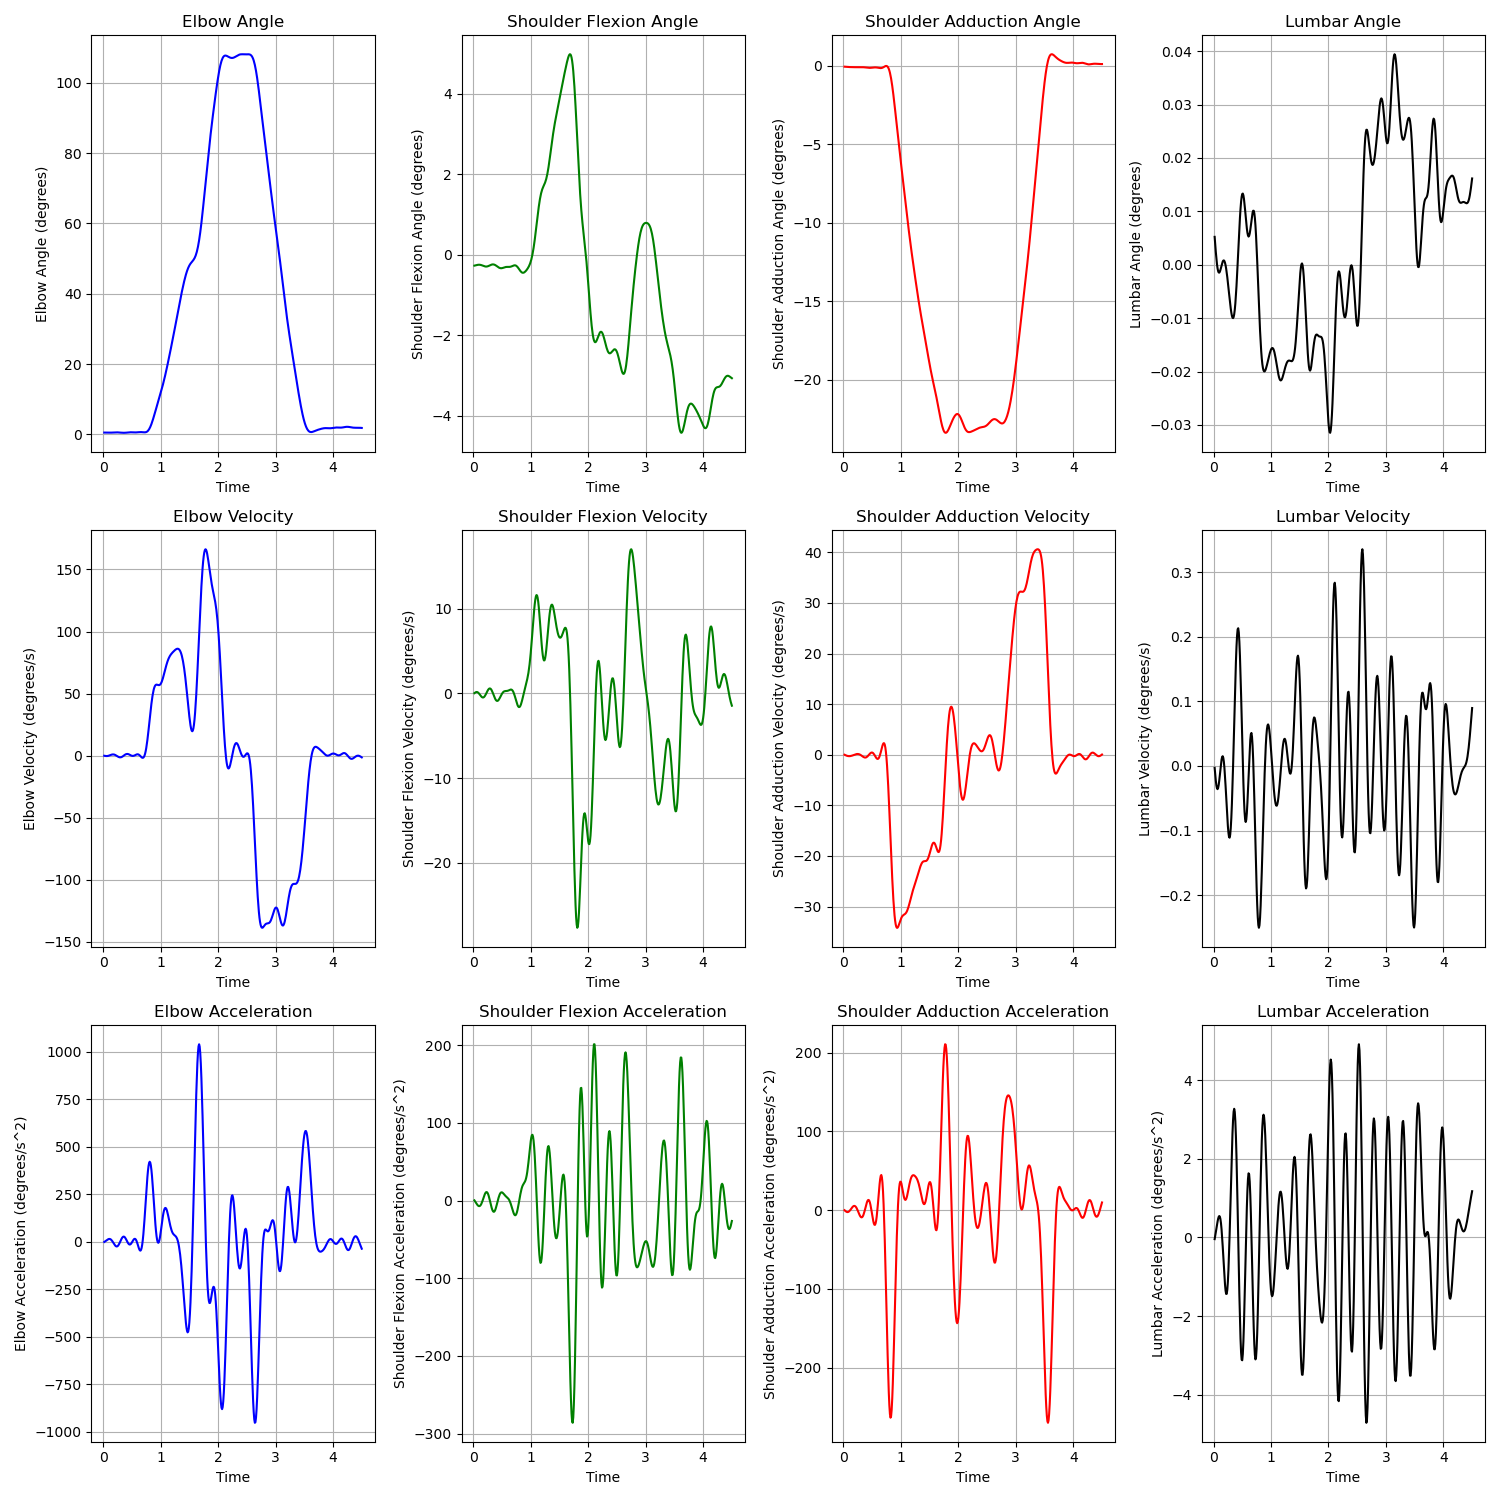 Elbow Angle
Elbow Angle (degrees)
100
80
60
40
20
0
0 1 2 3 4
Time
Shoulder Flexion Angle
Shoulder Flexion Angle (degrees)
4
2
0
−2
−4
0 1 2 3 4
Time
Shoulder Adduction Angle
Shoulder Adduction Angle (degrees)
0
−5
−10
−15
−20
0 1 2 3 4
Time
Lumbar Angle
Lumbar Angle (degrees)
0.04
0.03
0.02
0.01
0.00
−0.01
−0.02
−0.03
0 1 2 3 4
Time
Elbow Velocity
Elbow Velocity (degrees/s)
150
100
50
0
−50
−100
−150
0 1 2 3 4
Time
Shoulder Flexion Velocity
Shoulder Flexion Velocity (degrees/s)
10
0
−10
−20
0 1 2 3 4
Time
Shoulder Adduction Velocity
Shoulder Adduction Velocity (degrees/s)
40
30
20
10
0
−10
−20
−30
0 1 2 3 4
Time
Lumbar Velocity
Lumbar Velocity (degrees/s)
0.3
0.2
0.1
0.0
−0.1
−0.2
0 1 2 3 4
Time
Elbow Acceleration
Elbow Acceleration (degrees/s^2)
1000
750
500
250
0
−250
−500
−750
−1000
0 1 2 3 4
Time
Shoulder Flexion Acceleration
Shoulder Flexion Acceleration (degrees/s^2)
200
100
0
−100
−200
−300
0 1 2 3 4
Time
Shoulder Adduction Acceleration
Shoulder Adduction Acceleration (degrees/s^2)
200
100
0
−100
−200
0 1 2 3 4
Time
Lumbar Acceleration
Lumbar Acceleration (degrees/s^2)
4
2
0
−2
−4
0 1 2 3 4
Time